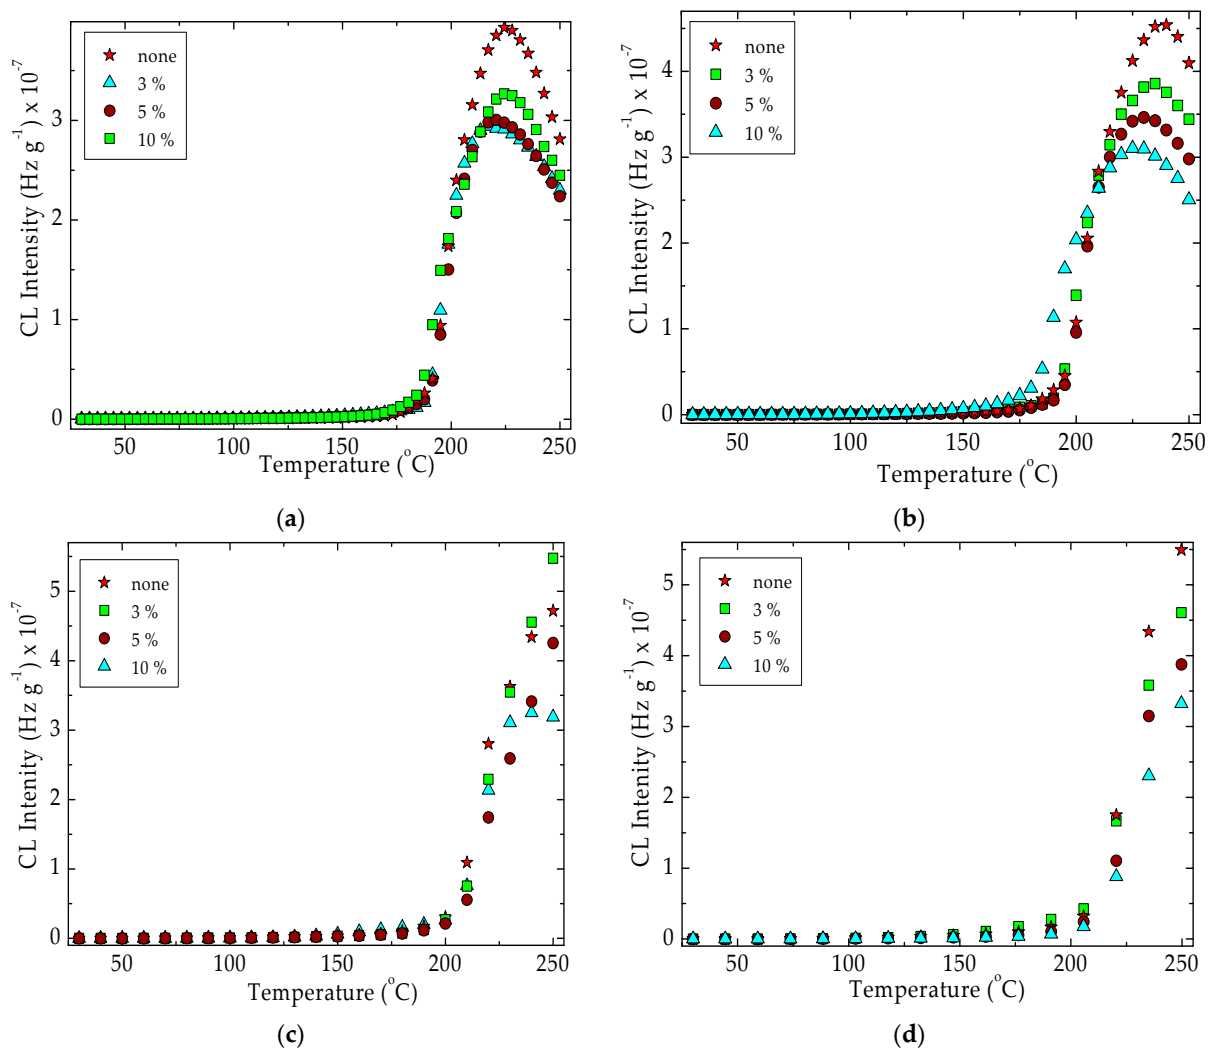 (a)
none
3 %
5 %
10 %
CL Intensity (Hz g⁻¹) x 10⁻⁷
3
2
1
0
50
100
150
200
250
Temperature (°C)
(a)
(b)
none
3 %
5 %
10 %
CL Intensity (Hz g⁻¹) x 10⁻⁷
4
3
2
1
0
50
100
150
200
250
Temperature (°C)
(b)
none
3 %
5 %
10 %
CL Intenity (Hz g⁻¹) x 10⁻⁷
5
4
3
2
1
0
50
100
150
200
250
Temperature (°C)
(c)
none
3 %
5 %
10 %
CL Intenity (Hz g⁻¹) x 10⁻⁷
5
4
3
2
1
0
50
100
150
200
250
Temperature (°C)
(d)